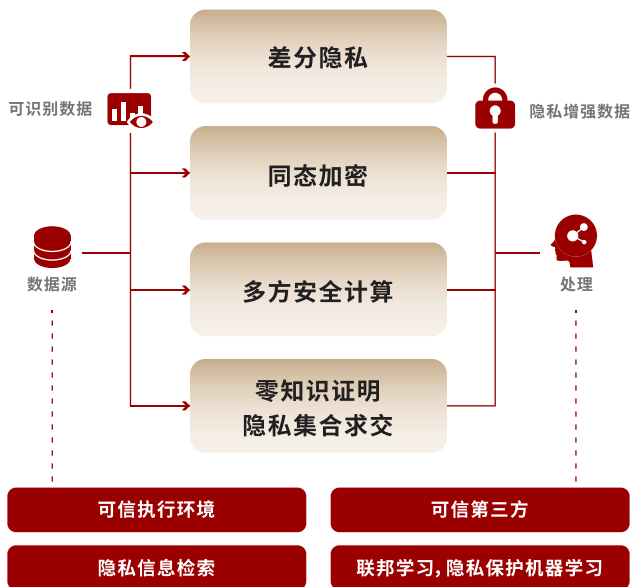 差分隐私
可识别数据
隐私增强数据
同态加密
数据源
处理
多方安全计算
零知识证明
隐私集合求交
可信执行环境
可信第三方
隐私信息检索
联邦学习，隐私保护机器学习